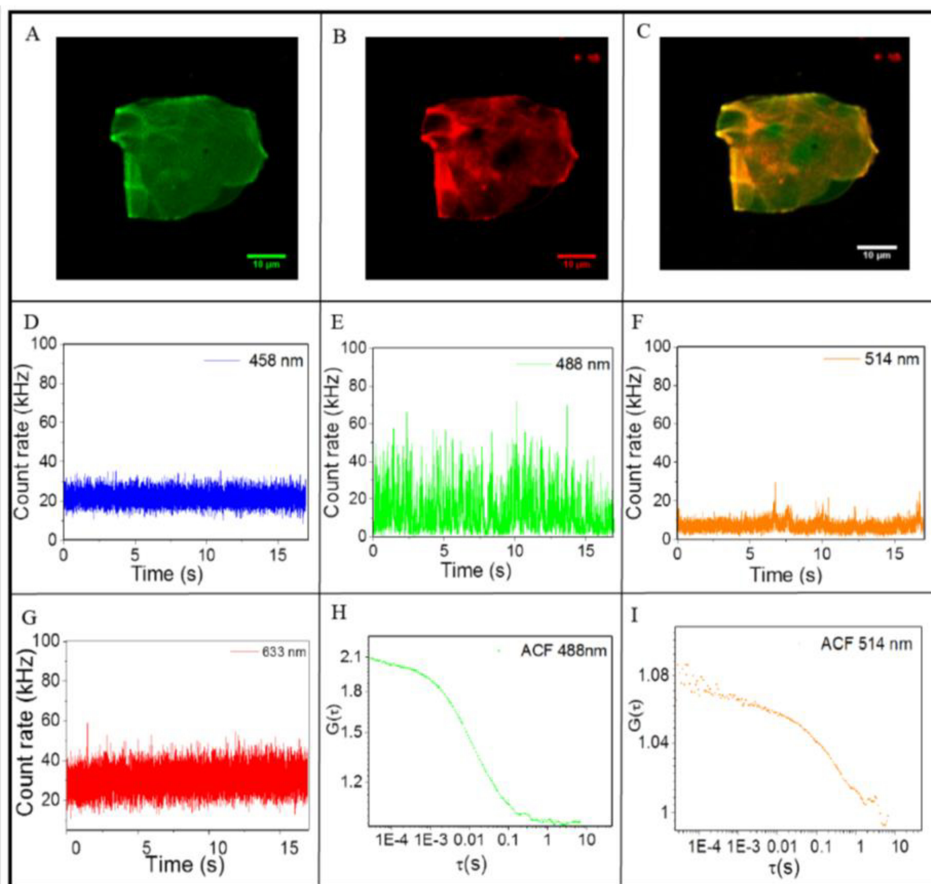 A
B
C
10 µm
10 µm
10 µm
D
E
F
100
80
60
40
20
0
Count rate (kHz)
458 nm
0
5
10
15
Time (s)
100
80
60
40
20
0
Count rate (kHz)
488 nm
0
5
10
15
Time (s)
100
80
60
40
20
0
Count rate (kHz)
514 nm
0
5
10
15
Time (s)
G
H
I
100
80
60
40
20
Count rate (kHz)
633 nm
0
5
10
15
Time (s)
2.1
1.8
1.5
1.2
G(τ)
ACF 488nm
1E-4
1E-3
0.01
0.1
1
10
τ(s)
1.08
1.04
1
G(τ)
ACF 514 nm
1E-4
1E-3
0.01
0.1
1
10
τ(s)